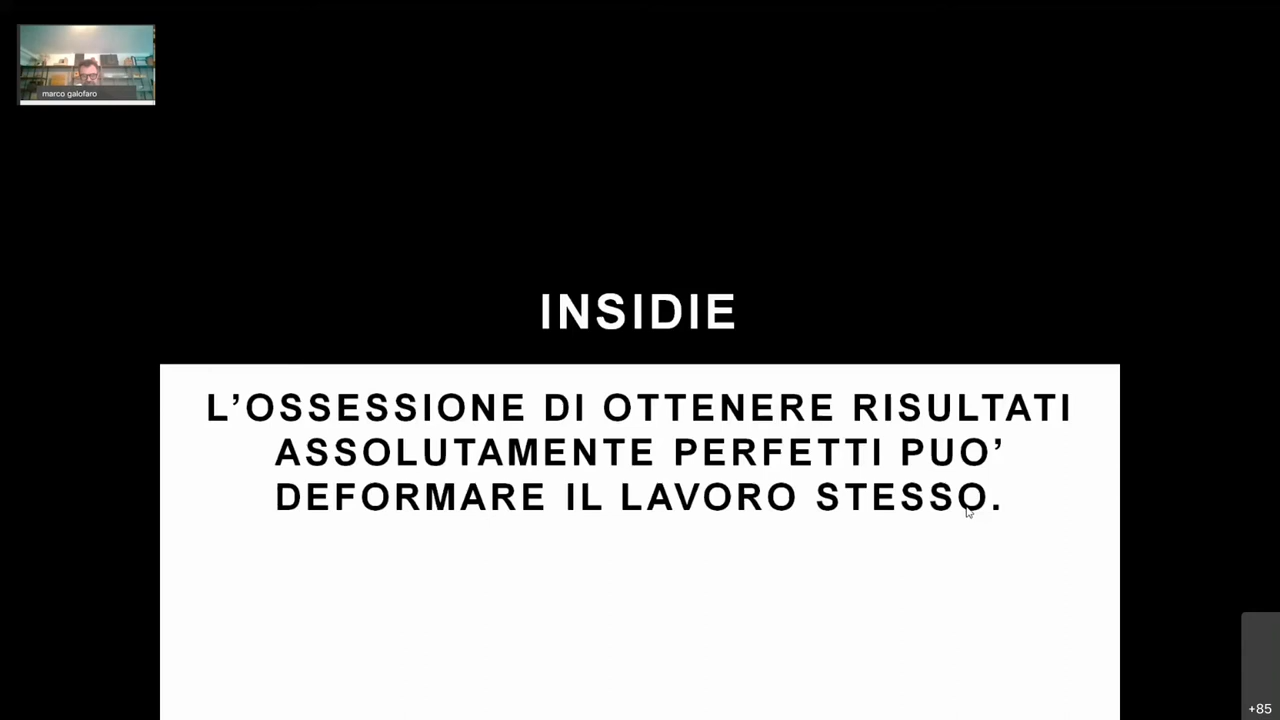 marco galofaro
INSIDIE
L’OSSESSIONE DI OTTENERE RISULTATI
ASSOLUTAMENTE PERFETTI PUO’
DEFORMARE IL LAVORO STESSO.
+85